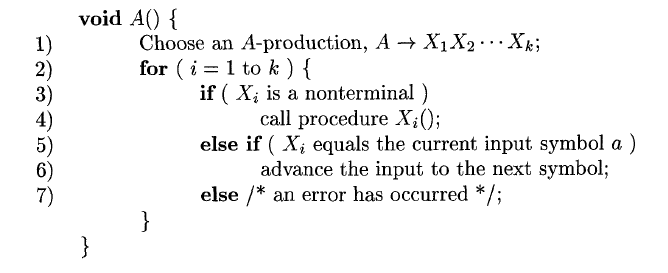 void A() {
1) Choose an A-production, A → X₁X₂ ⋯ Xₖ;
2) for ( i = 1 to k ) {
3) if ( Xᵢ is a nonterminal )
4) call procedure Xᵢ();
5) else if ( Xᵢ equals the current input symbol a )
6) advance the input to the next symbol;
7) else /* an error has occurred */;
}
}